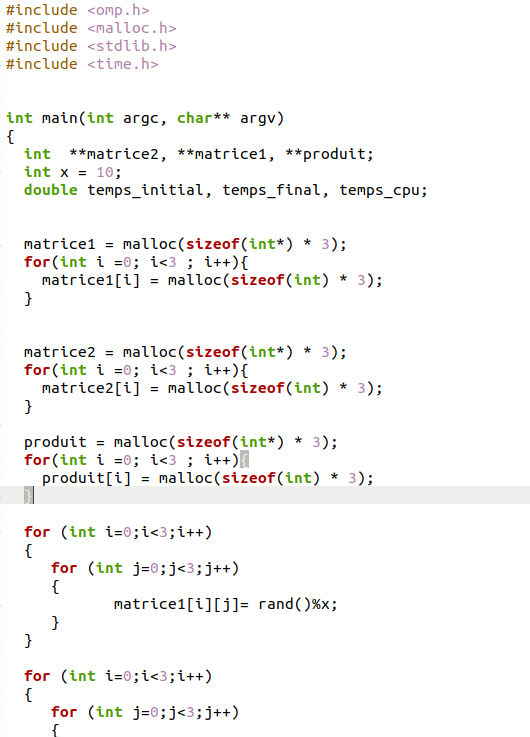 #include <omp.h>
#include <malloc.h>
#include <stdlib.h>
#include <time.h>
int main(int argc, char** argv)
{
int  **matrice2, **matrice1, **produit;
int x = 10;
double temps_initial, temps_final, temps_cpu;
matrice1 = malloc(sizeof(int*) * 3);
for(int i =0; i<3 ; i++){
matrice1[i] = malloc(sizeof(int) * 3);
}
matrice2 = malloc(sizeof(int*) * 3);
for(int i =0; i<3 ; i++){
matrice2[i] = malloc(sizeof(int) * 3);
}
produit = malloc(sizeof(int*) * 3);
for(int i =0; i<3 ; i++){
produit[i] = malloc(sizeof(int) * 3);
}
for (int i=0;i<3;i++)
{
for (int j=0;j<3;j++)
{
matrice1[i][j]= rand()%x;
}
}
for (int i=0;i<3;i++)
{
for (int j=0;j<3;j++)
{